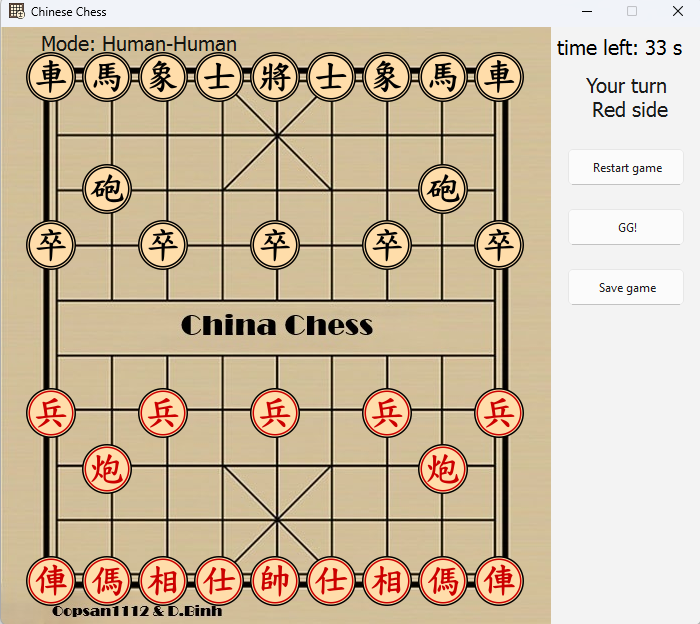 Chinese Chess
Mode: Human-Human
time left: 33 s
Your turn
Red side
車馬象士將士象馬車
砲砲
卒卒卒卒卒
Restart game
GG!
Save game
China Chess
兵兵兵兵兵
炮炮
俥傌相仕帥仕相傌俥
Oopsan1112 & D.Binh